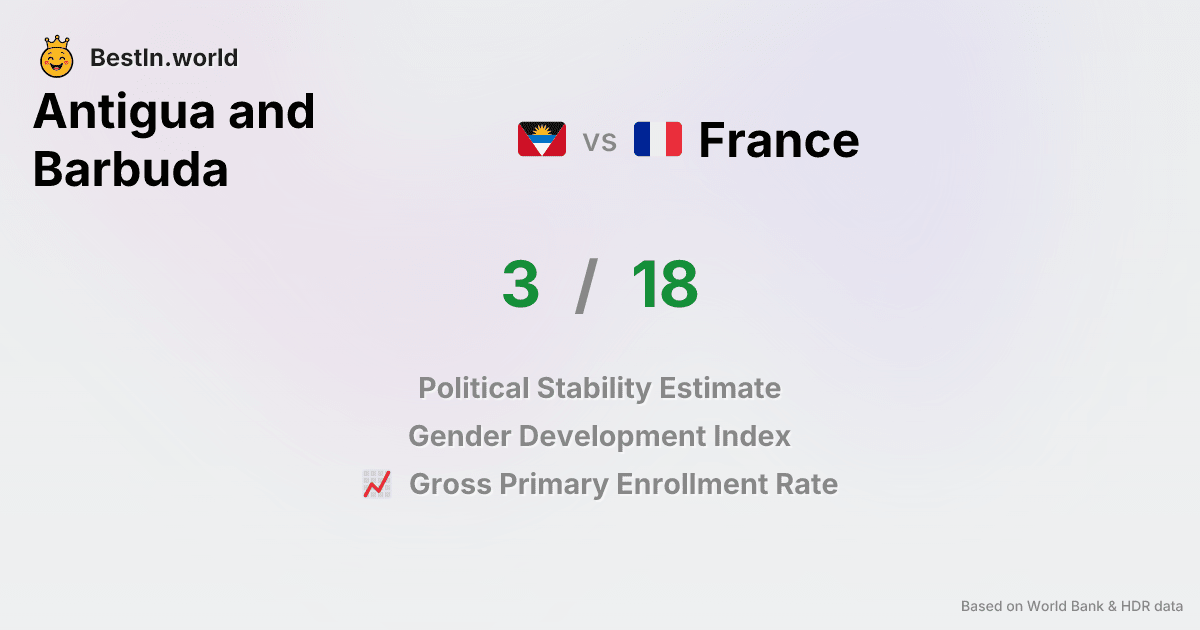 BestIn.world
Antigua and
Barbuda
vs France
3 / 18
Political Stability Estimate
Gender Development Index
Gross Primary Enrollment Rate
Based on World Bank & HDR data